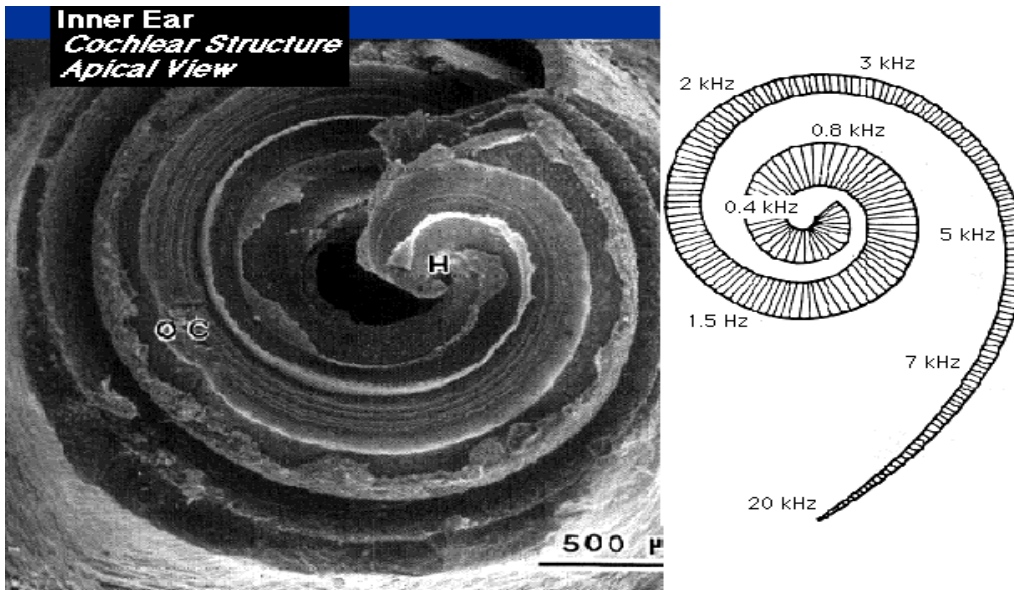 Inner Ear
Cochlear Structure
Apical View
H
O C
500 µ
3 kHz
2 kHz
0.8 kHz
0.4 kHz
5 kHz
1.5 Hz
7 kHz
20 kHz